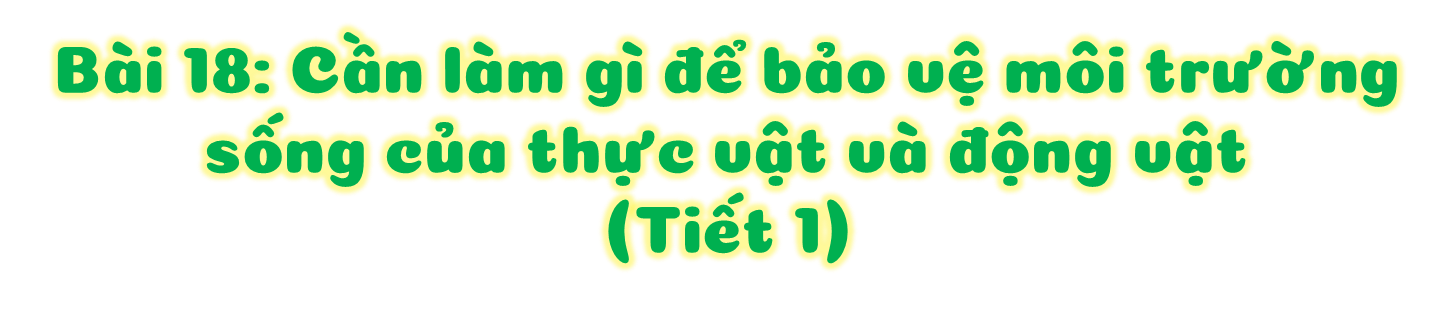 Bài 18: Cần làm gì để bảo vệ môi trường
sống của thực vật và động vật
(Tiết 1)